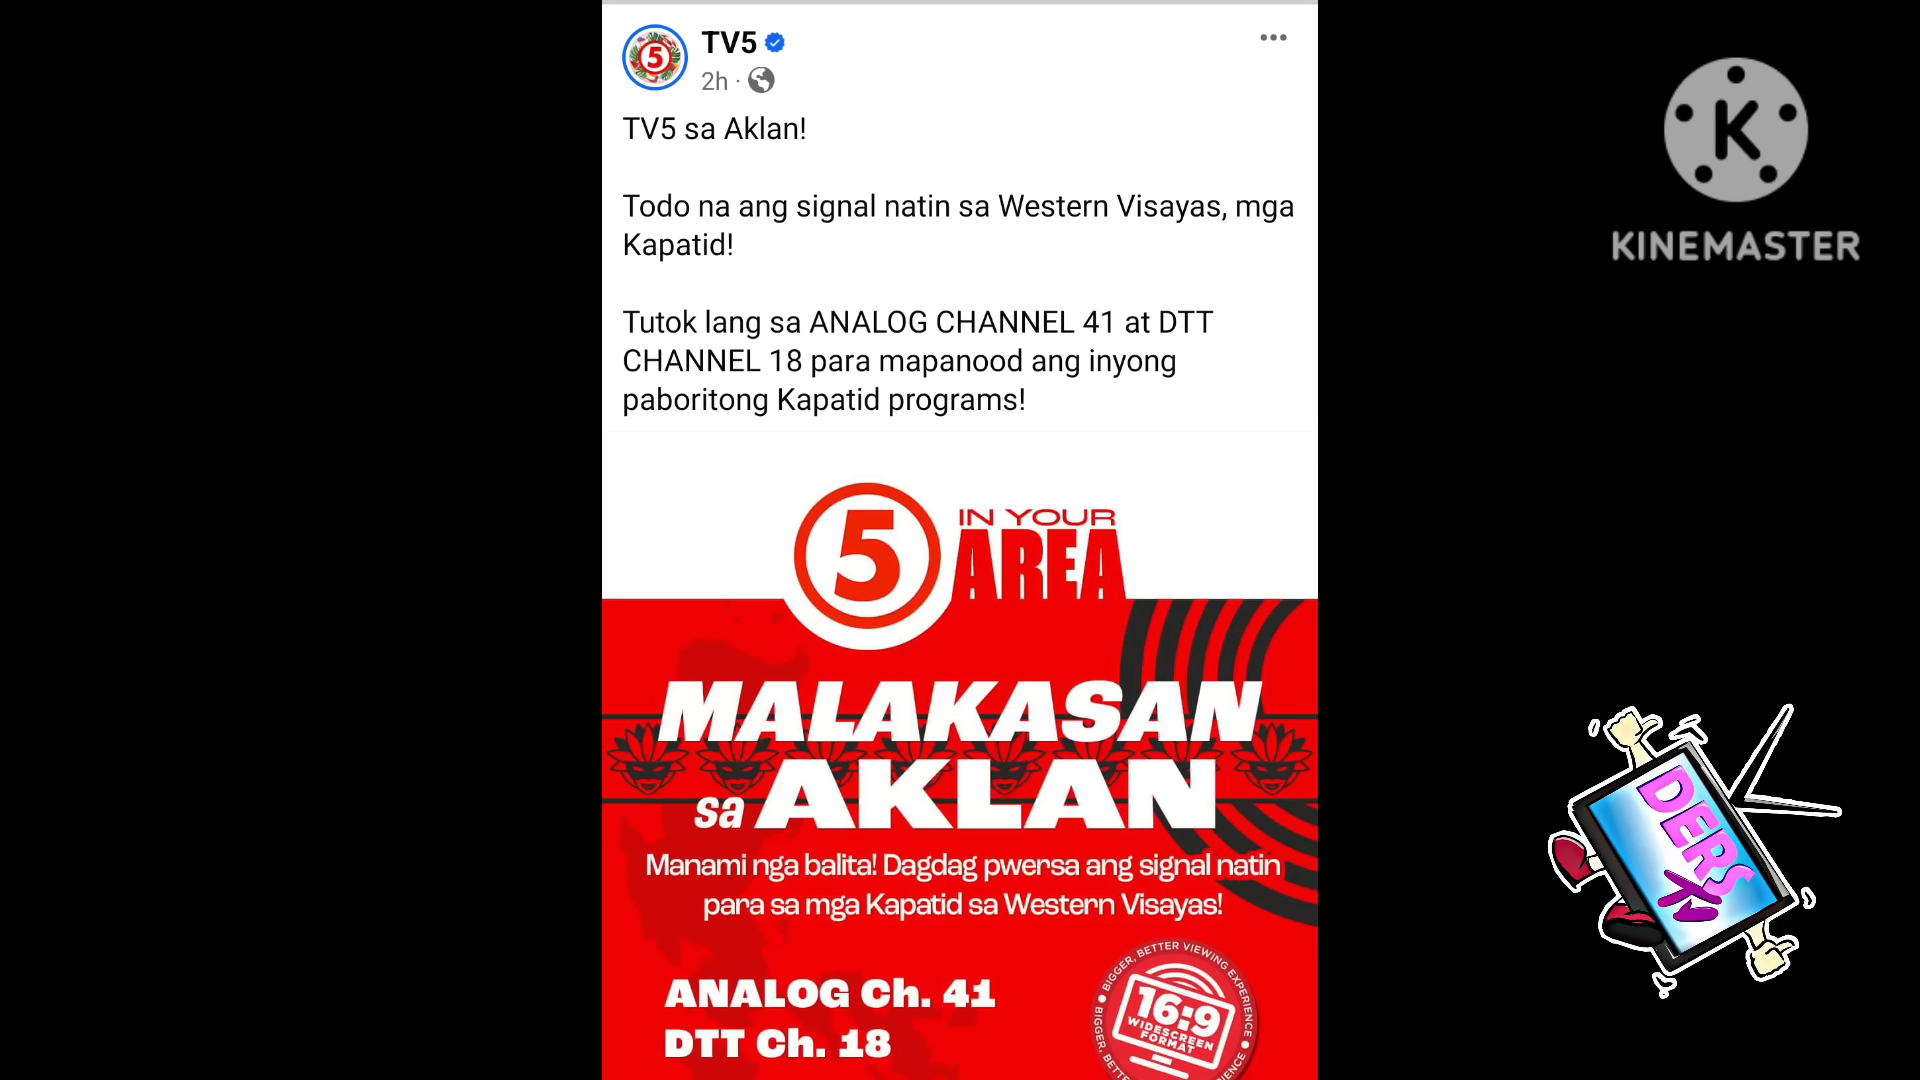 TV5
2h ·
TV5 sa Aklan!
Todo na ang signal natin sa Western Visayas, mga
Kapatid!
Tutok lang sa ANALOG CHANNEL 41 at DTT
CHANNEL 18 para mapanood ang inyong
paboritong Kapatid programs!
5 IN YOUR
AREA
MALAKASAN
sa AKLAN
Manami nga balita! Dagdag pwersa ang signal natin
para sa mga Kapatid sa Western Visayas!
ANALOG Ch. 41
DTT Ch. 18
BIGGER, BETTER VIEWING EXPERIENCE
16:9
WIDESCREEN
FORMAT
K
KINEMASTER
DERS
TV